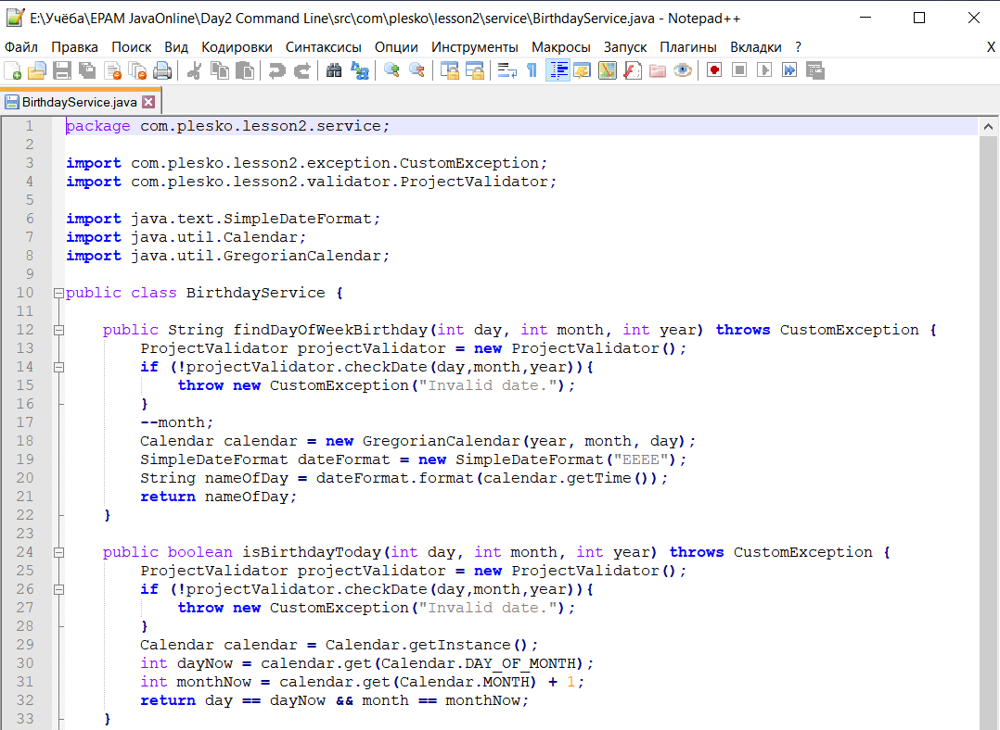 E:\Учёба\EPAM JavaOnline\Day2 Command Line\src\com\plesko\lesson2\service\BirthdayService.java - Notepad++
Файл Правка Поиск Вид Кодировки Синтаксисы Опции Инструменты Макросы Запуск Плагины Вкладки ? X
BirthdayService.java
1 package com.plesko.lesson2.service;
2
3 import com.plesko.lesson2.exception.CustomException;
4 import com.plesko.lesson2.validator.ProjectValidator;
5
6 import java.text.SimpleDateFormat;
7 import java.util.Calendar;
8 import java.util.GregorianCalendar;
9
10 public class BirthdayService {
11
12     public String findDayOfWeekBirthday(int day, int month, int year) throws CustomException {
13         ProjectValidator projectValidator = new ProjectValidator();
14         if (!projectValidator.checkDate(day,month,year)){
15             throw new CustomException("Invalid date.");
16         }
17         --month;
18         Calendar calendar = new GregorianCalendar(year, month, day);
19         SimpleDateFormat dateFormat = new SimpleDateFormat("EEEE");
20         String nameOfDay = dateFormat.format(calendar.getTime());
21         return nameOfDay;
22     }
23
24     public boolean isBirthdayToday(int day, int month, int year) throws CustomException {
25         ProjectValidator projectValidator = new ProjectValidator();
26         if (!projectValidator.checkDate(day,month,year)){
27             throw new CustomException("Invalid date.");
28         }
29         Calendar calendar = Calendar.getInstance();
30         int dayNow = calendar.get(Calendar.DAY_OF_MONTH);
31         int monthNow = calendar.get(Calendar.MONTH) + 1;
32         return day == dayNow && month == monthNow;
33     }